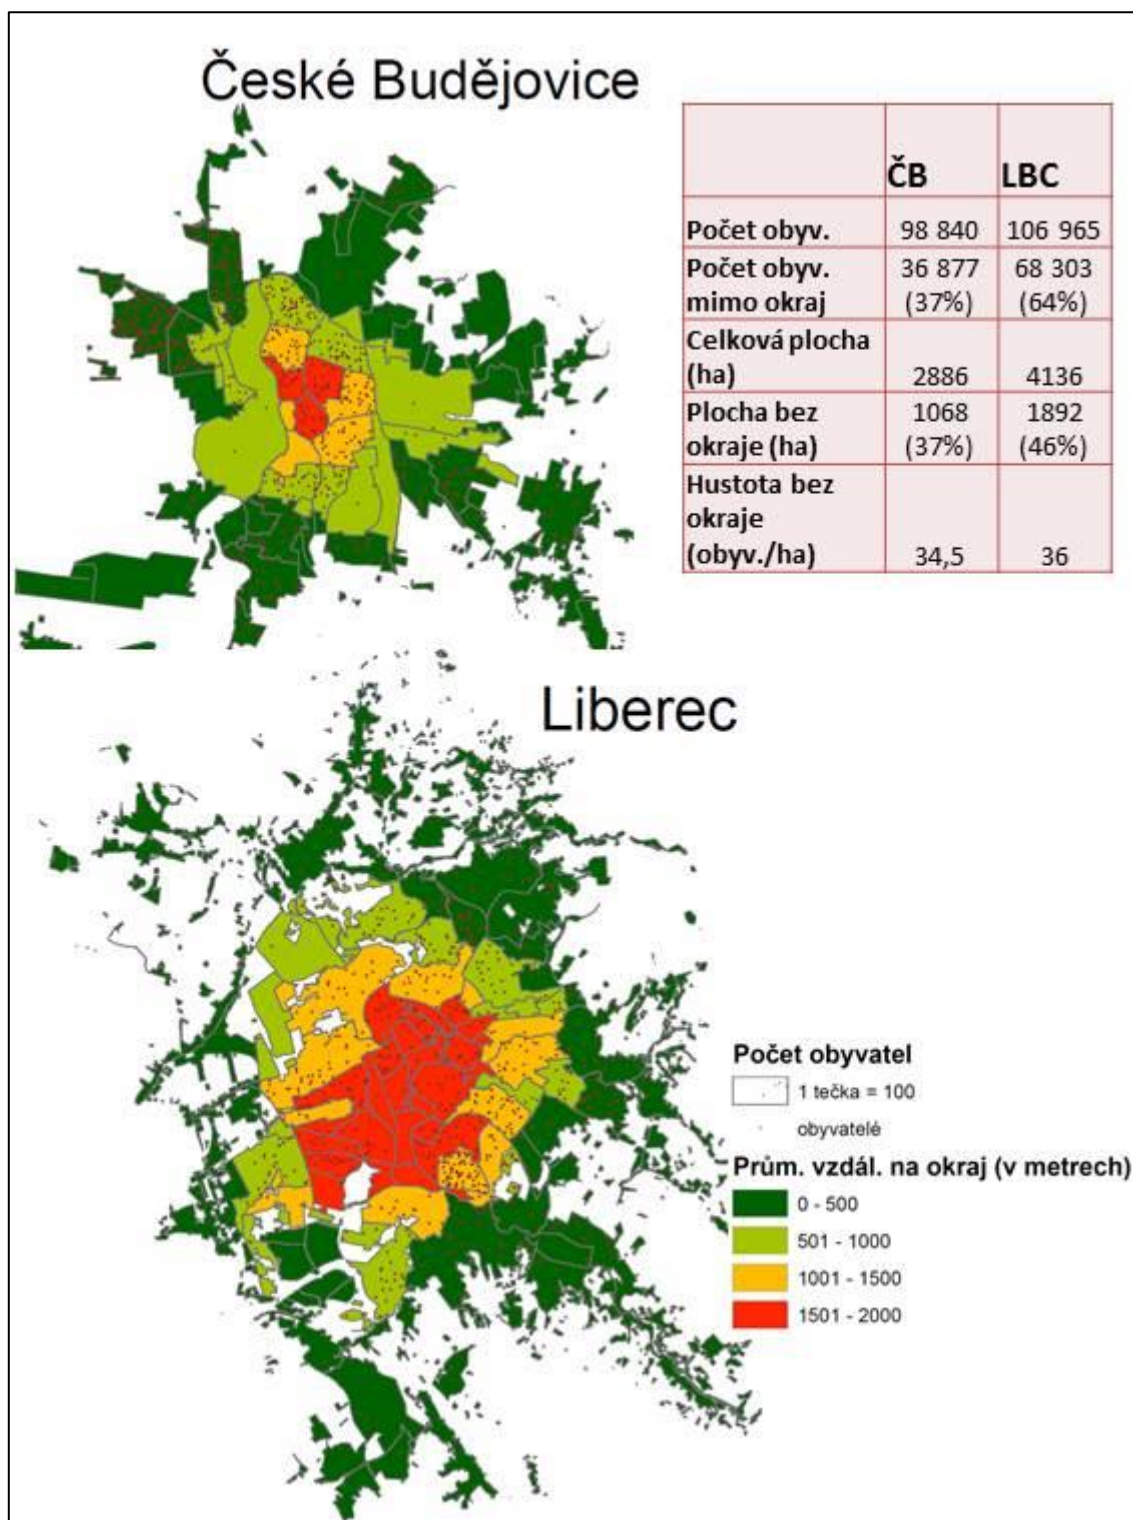 České Budějovice
ČB LBC
Počet obyv. 98 840 106 965
Počet obyv. 36 877 68 303
mimo okraj (37%) (64%)
Celková plocha
(ha) 2886 4136
Plocha bez 1068 1892
okraje (ha) (37%) (46%)
Hustota bez
okraje
(obyv./ha) 34,5 36
Liberec
Počet obyvatel
1 tečka = 100
obyvatelé
Prům. vzdál. na okraj (v metrech)
0 - 500
501 - 1000
1001 - 1500
1501 - 2000